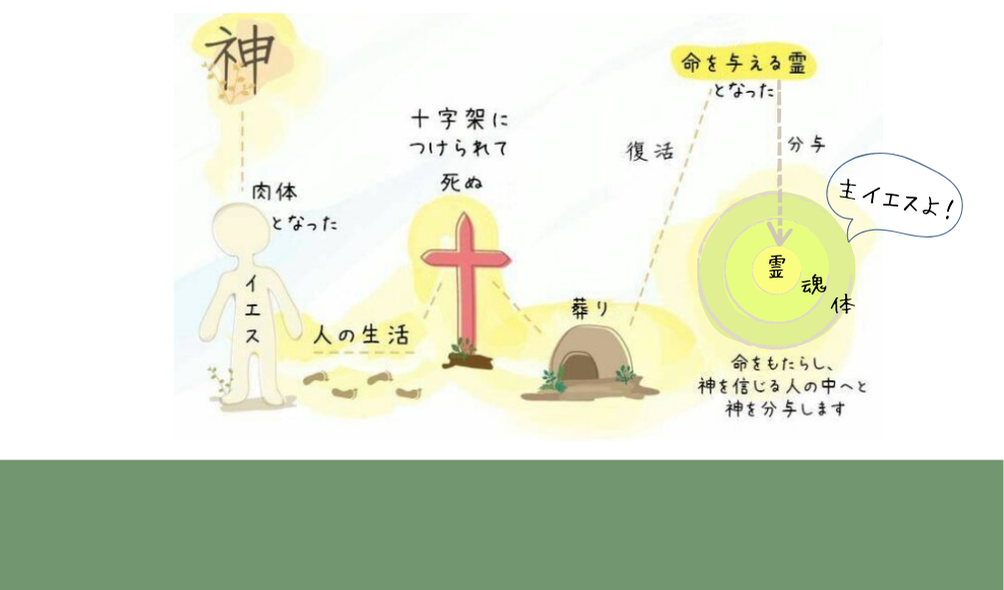 神
肉体
となった
イエス
人の生活
十字架に
つけられて
死ぬ
葬り
復活
命を与える霊
となった
分与
主イエスよ!
霊
魂
体
命をもたらし、
神を信じる人の中へと
神を分与します